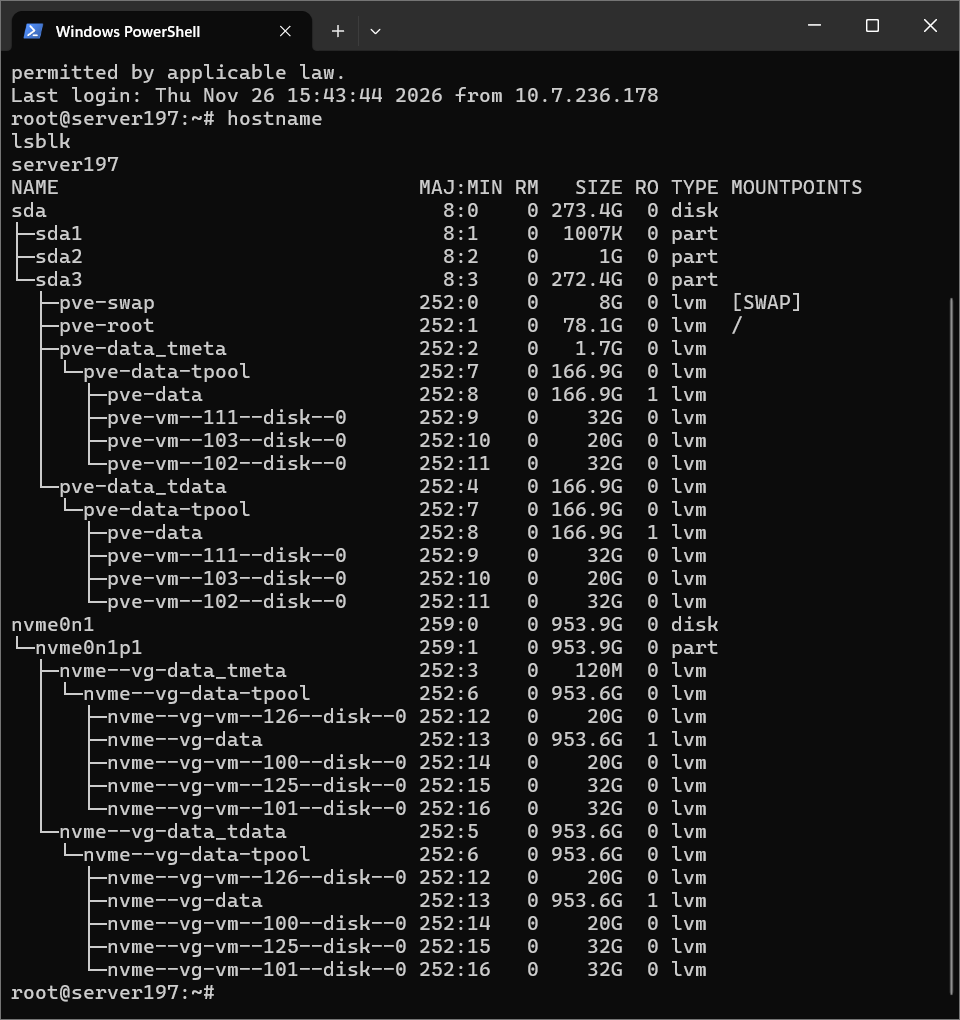 Windows PowerShell
permitted by applicable law.
Last login: Thu Nov 26 15:43:44 2026 from 10.7.236.178
root@server197:~# hostname
lsblk
server197
NAME                              MAJ:MIN RM   SIZE RO TYPE MOUNTPOINTS
sda                                 8:0    0 273.4G  0 disk
├─sda1                              8:1    0  1007K  0 part
├─sda2                              8:2    0     1G  0 part
└─sda3                              8:3    0 272.4G  0 part
  ├─pve-swap                      252:0    0     8G  0 lvm  [SWAP]
  ├─pve-root                      252:1    0  78.1G  0 lvm  /
  ├─pve-data_tmeta                252:2    0   1.7G  0 lvm
  │ └─pve-data-tpool              252:7    0 166.9G  0 lvm
  │   ├─pve-data                  252:8    0 166.9G  1 lvm
  │   ├─pve-vm--111--disk--0      252:9    0    32G  0 lvm
  │   ├─pve-vm--103--disk--0      252:10   0    20G  0 lvm
  │   └─pve-vm--102--disk--0      252:11   0    32G  0 lvm
  └─pve-data_tdata                252:4    0 166.9G  0 lvm
    └─pve-data-tpool              252:7    0 166.9G  0 lvm
      ├─pve-data                  252:8    0 166.9G  1 lvm
      ├─pve-vm--111--disk--0      252:9    0    32G  0 lvm
      ├─pve-vm--103--disk--0      252:10   0    20G  0 lvm
      └─pve-vm--102--disk--0      252:11   0    32G  0 lvm
nvme0n1                           259:0    0 953.9G  0 disk
└─nvme0n1p1                       259:1    0 953.9G  0 part
  ├─nvme--vg-data_tmeta           252:3    0   120M  0 lvm
  │ └─nvme--vg-data-tpool         252:6    0 953.6G  0 lvm
  │   ├─nvme--vg-vm--126--disk--0 252:12   0    20G  0 lvm
  │   ├─nvme--vg-data             252:13   0 953.6G  1 lvm
  │   ├─nvme--vg-vm--100--disk--0 252:14   0    20G  0 lvm
  │   ├─nvme--vg-vm--125--disk--0 252:15   0    32G  0 lvm
  │   └─nvme--vg-vm--101--disk--0 252:16   0    32G  0 lvm
  └─nvme--vg-data_tdata           252:5    0 953.6G  0 lvm
    └─nvme--vg-data-tpool         252:6    0 953.6G  0 lvm
      ├─nvme--vg-vm--126--disk--0 252:12   0    20G  0 lvm
      ├─nvme--vg-data             252:13   0 953.6G  1 lvm
      ├─nvme--vg-vm--100--disk--0 252:14   0    20G  0 lvm
      ├─nvme--vg-vm--125--disk--0 252:15   0    32G  0 lvm
      └─nvme--vg-vm--101--disk--0 252:16   0    32G  0 lvm
root@server197:~#